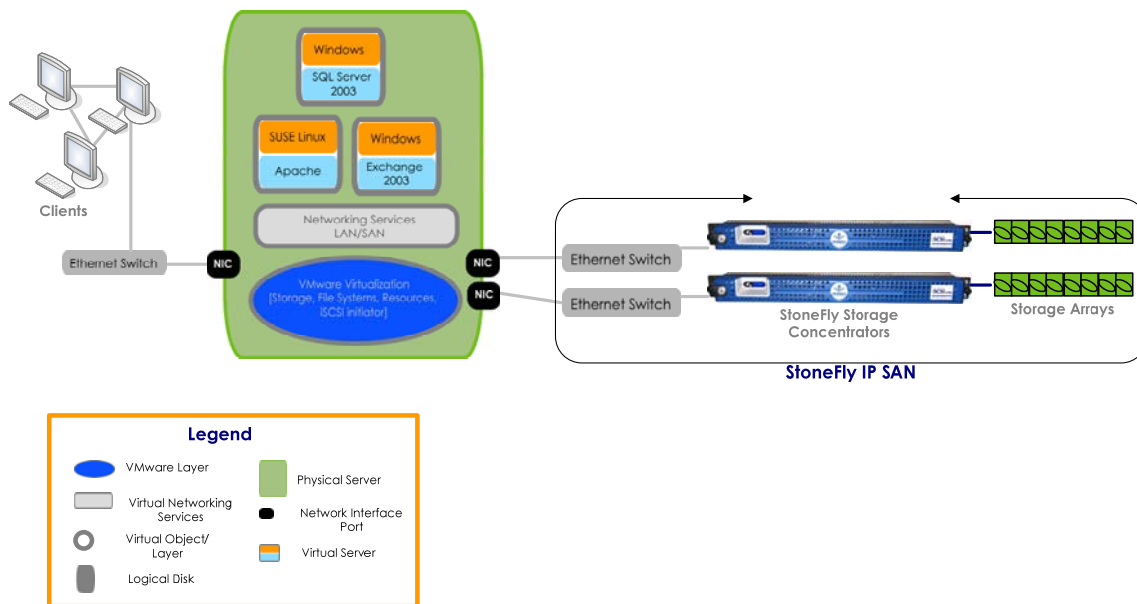 Windows
SQL Server
2003
SUSE Linux
Apache
Windows
Exchange
2003
Clients
Networking Services
LAN/SAN
Ethernet Switch
NIC
NIC
NIC
VMware Virtualization
[Storage, File Systems, Resources,
iSCSI initiator]
Ethernet Switch
Ethernet Switch
StoneFly Storage
Concentrators
Storage Arrays
StoneFly IP SAN
Legend
VMware Layer
Virtual Networking
Services
Virtual Object/
Layer
Logical Disk
Physical Server
Network Interface
Port
Virtual Server